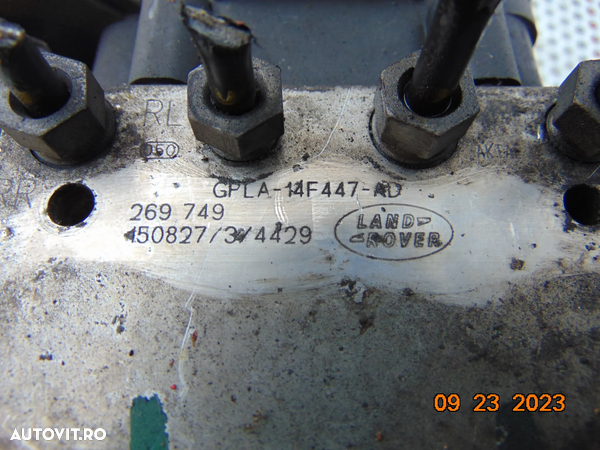 RL
GPLA-14F447-AD
269 749
150827/3/4429
LAND
ROVER
09 23 2023
AUTOVIT.RO